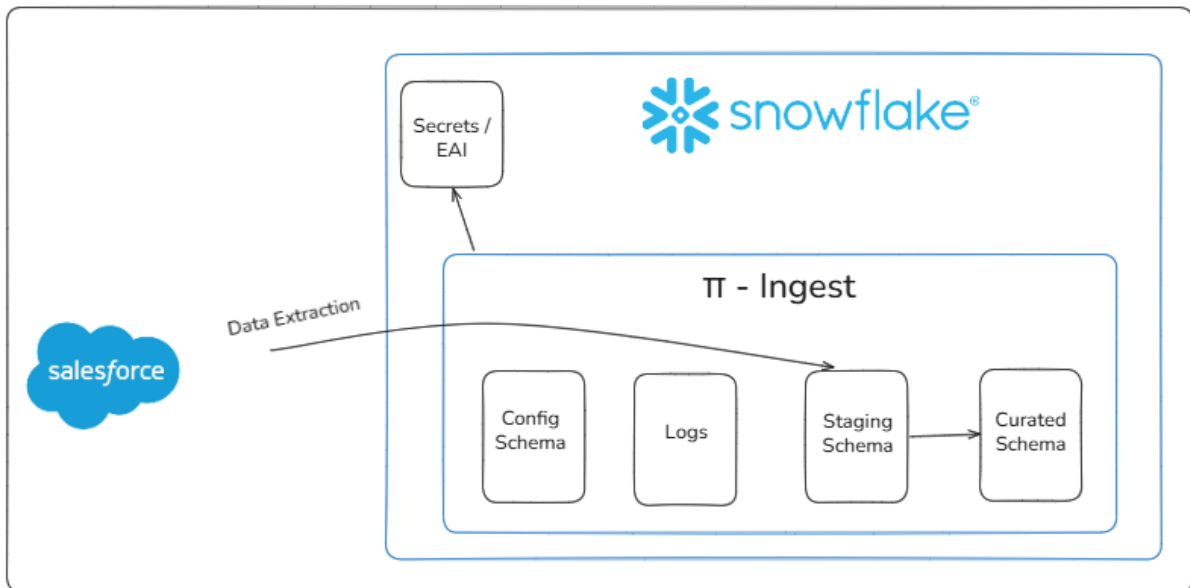 Secrets /
EAI
snowflake®
π - Ingest
Data Extraction
salesforce
Config
Schema
Logs
Staging
Schema
Curated
Schema